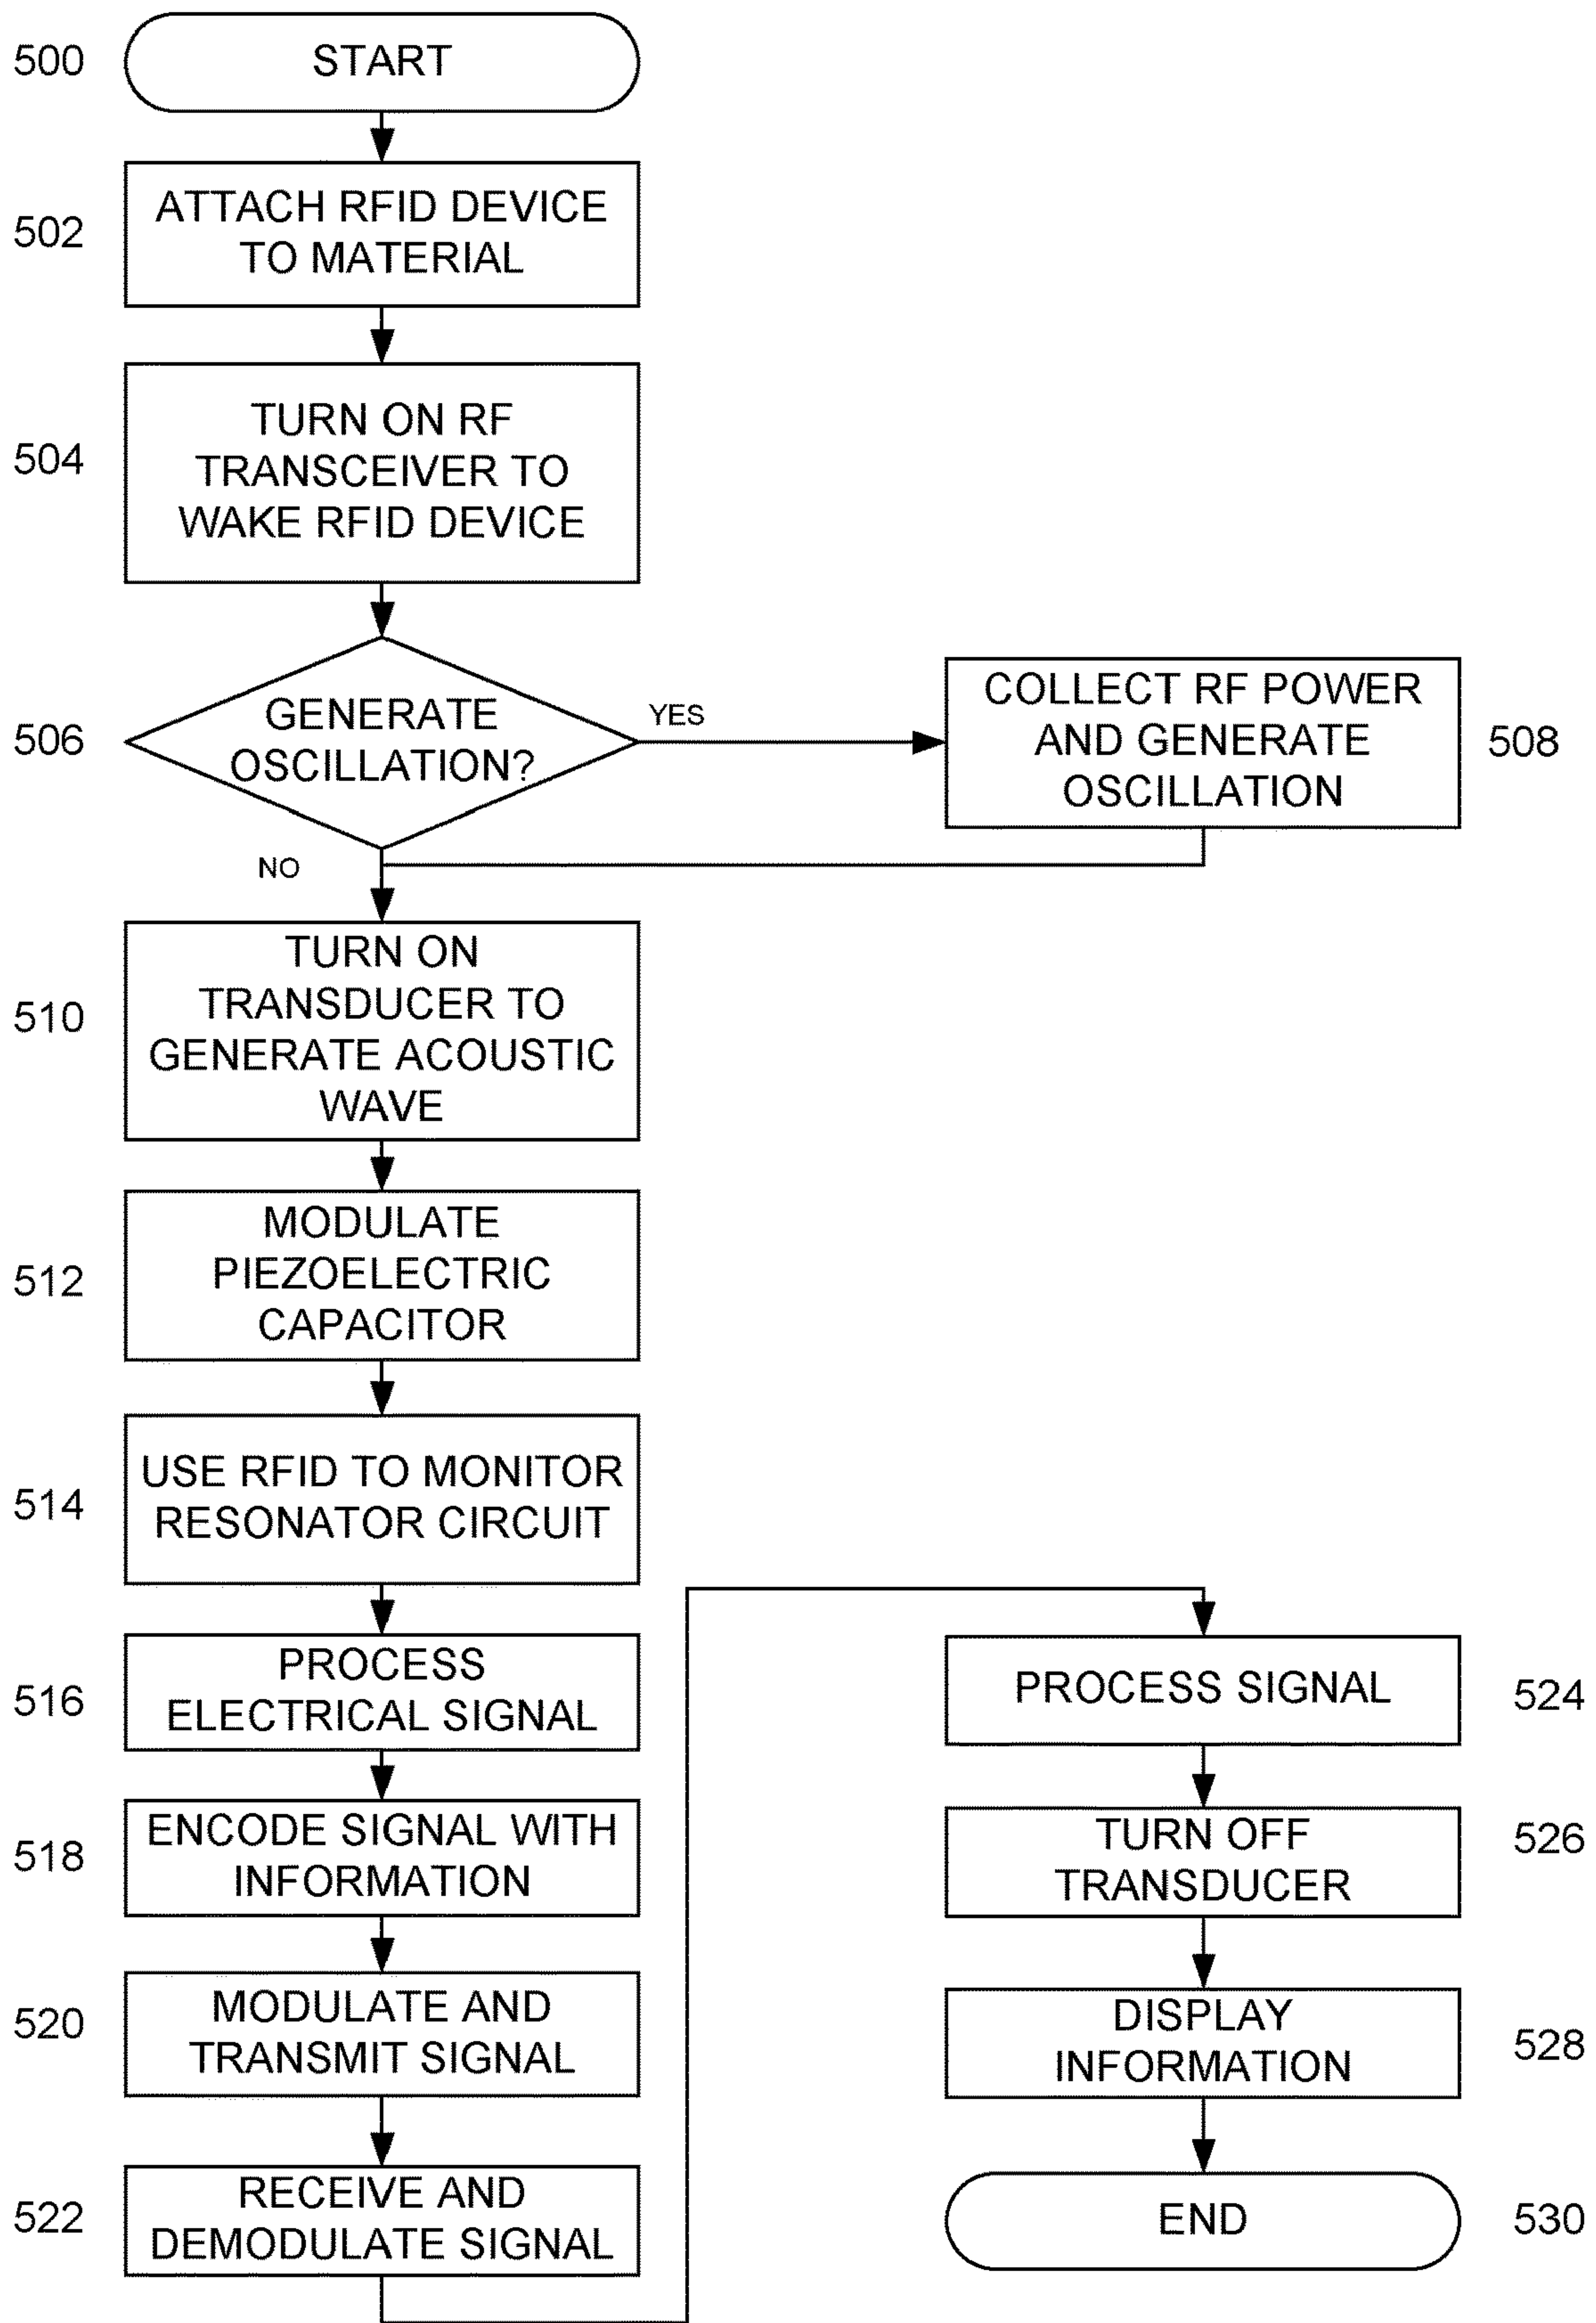 500
START
502
ATTACH RFID DEVICE
TO MATERIAL
504
TURN ON RF
TRANSCEIVER TO
WAKE RFID DEVICE
506
GENERATE
OSCILLATION?
YES
COLLECT RF POWER
AND GENERATE
OSCILLATION
508
NO
510
TURN ON
TRANSDUCER TO
GENERATE ACOUSTIC
WAVE
512
MODULATE
PIEZOELECTRIC
CAPACITOR
514
USE RFID TO MONITOR
RESONATOR CIRCUIT
516
PROCESS
ELECTRICAL SIGNAL
518
ENCODE SIGNAL WITH
INFORMATION
520
MODULATE AND
TRANSMIT SIGNAL
522
RECEIVE AND
DEMODULATE SIGNAL
PROCESS SIGNAL
524
TURN OFF
TRANSDUCER
526
DISPLAY
INFORMATION
528
END
530